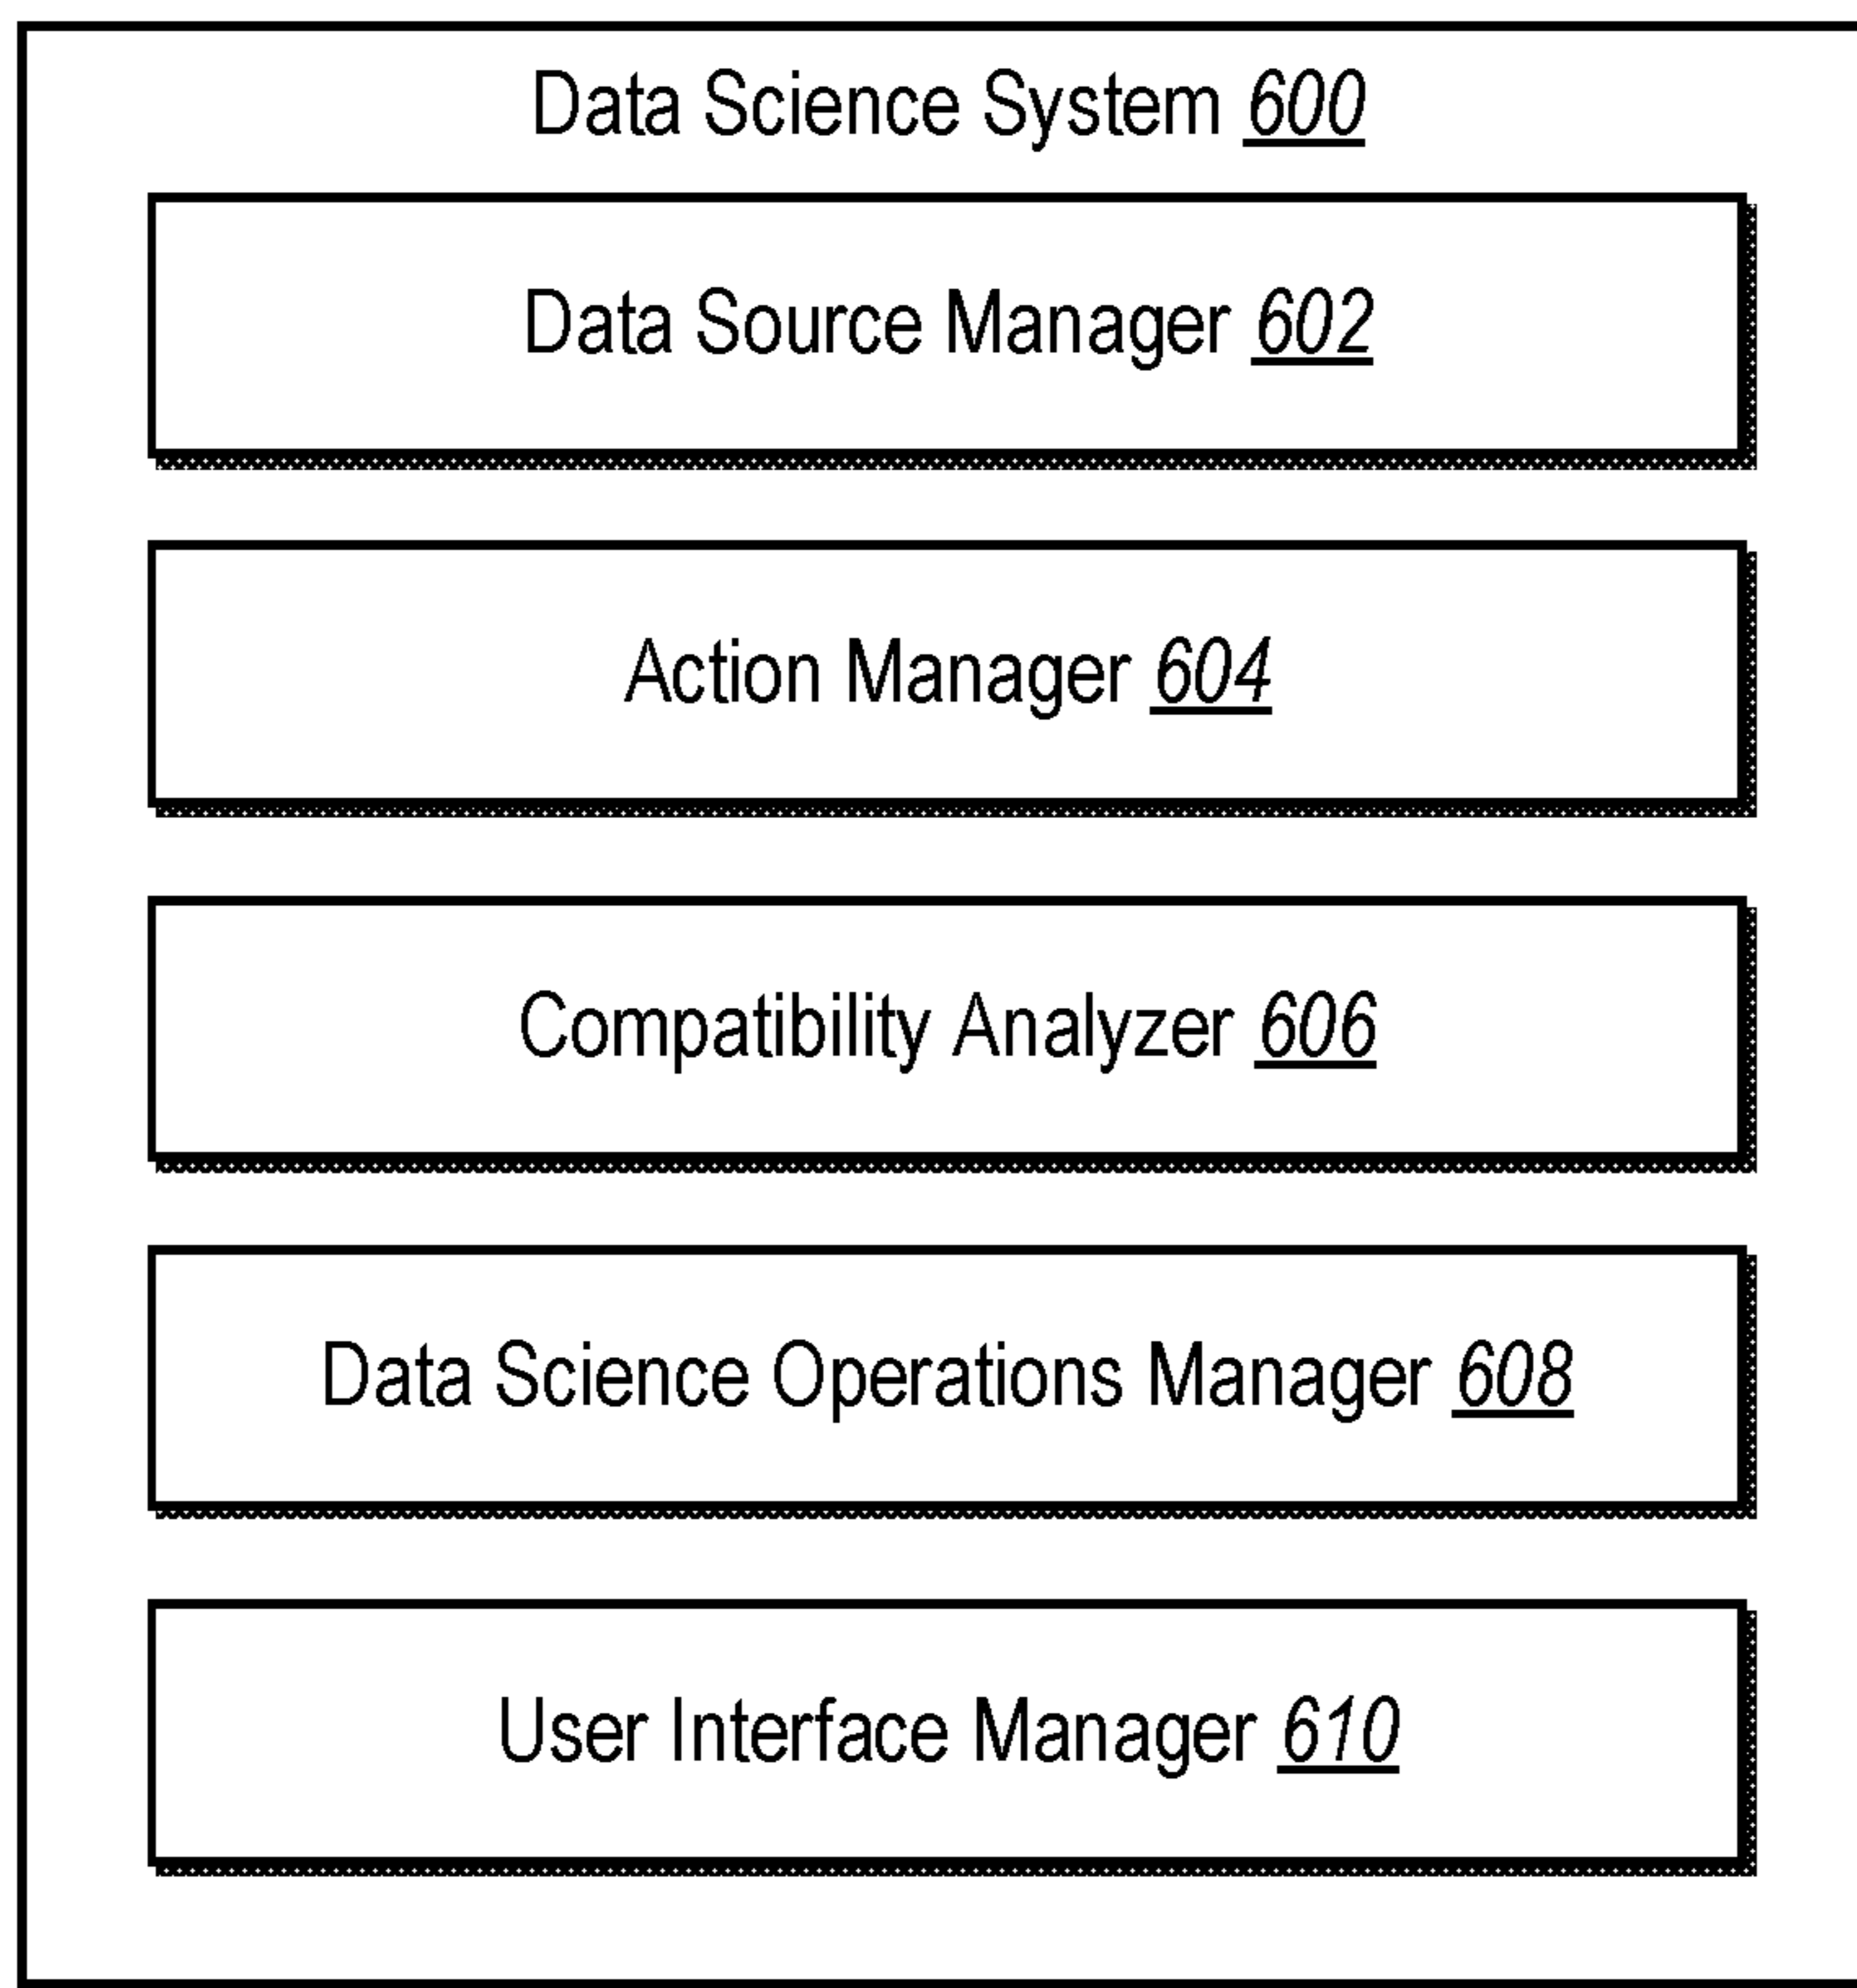 Data Science System 600
Data Source Manager 602
Action Manager 604
Compatibility Analyzer 606
Data Science Operations Manager 608
User Interface Manager 610